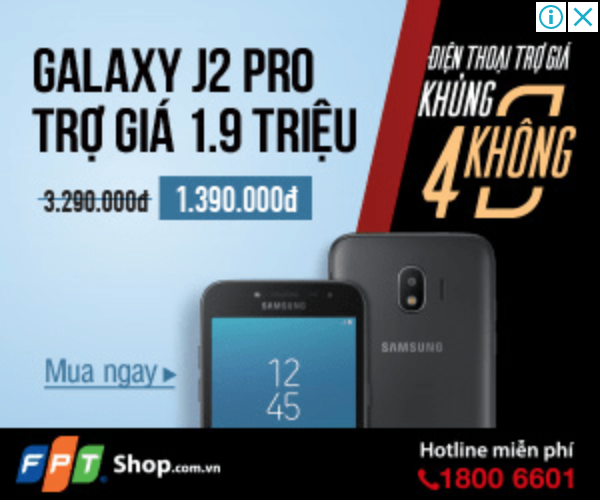 GALAXY J2 PRO
TRỢ GIÁ 1.9 TRIỆU
3.290.000đ 1.390.000đ
ĐIỆN THOẠI TRỢ GIÁ
KHỦNG
4 KHÔNG
SAMSUNG
SAMSUNG
12
45
Mua ngay
FPT. Shop.com.vn
Hotline miễn phí
1800 6601